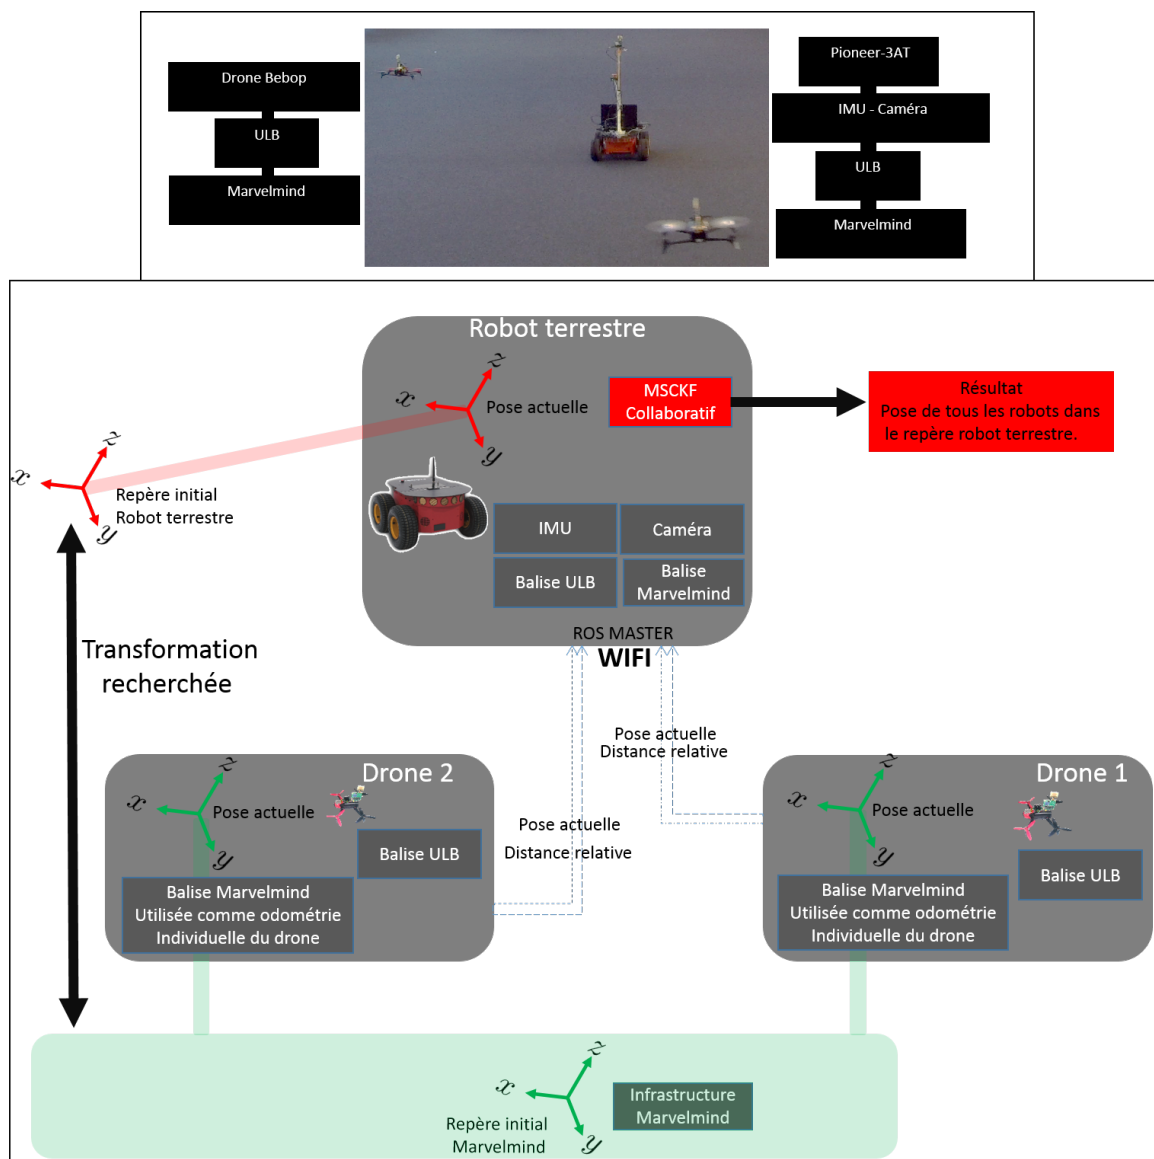 Drone Bebop
ULB
Marvelmind
Pioneer-3AT
IMU - Caméra
ULB
Marvelmind
Robot terrestre
z
x
y
Pose actuelle
MSCKF
Collaboratif
Résultat
Pose de tous les robots dans
le repère robot terrestre.
z
x
y
Repère initial
Robot terrestre
IMU
Caméra
Balise ULB
Balise
Marvelmind
ROS MASTER
WIFI
Transformation
recherchée
Pose actuelle
Distance relative
Drone 2
z
x
y
Pose actuelle
Balise ULB
Balise Marvelmind
Utilisée comme odométrie
Individuelle du drone
Pose actuelle
Distance relative
Drone 1
z
x
y
Pose actuelle
Balise ULB
Balise Marvelmind
Utilisée comme odométrie
Individuelle du drone
z
x
y
Repère initial
Marvelmind
Infrastructure
Marvelmind